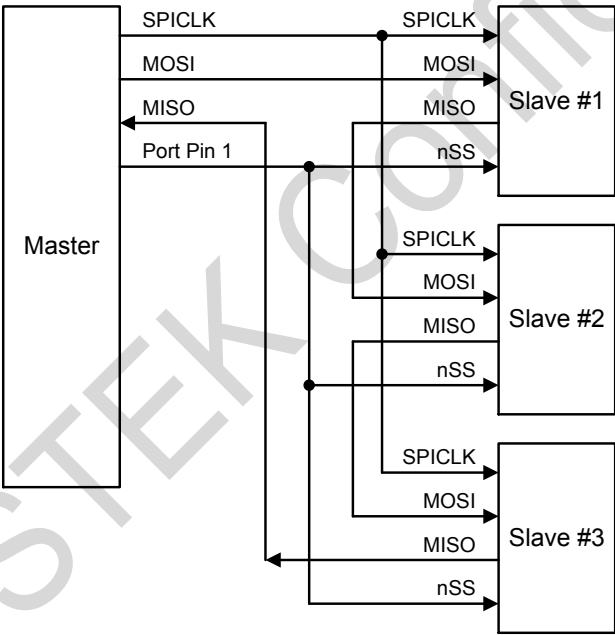 SPICLK
SPICLK
MOSI
MOSI
Slave #1
MISO
MISO
Port Pin 1
nSS
Master
SPICLK
MOSI
Slave #2
MISO
nSS
SPICLK
MOSI
Slave #3
MISO
nSS